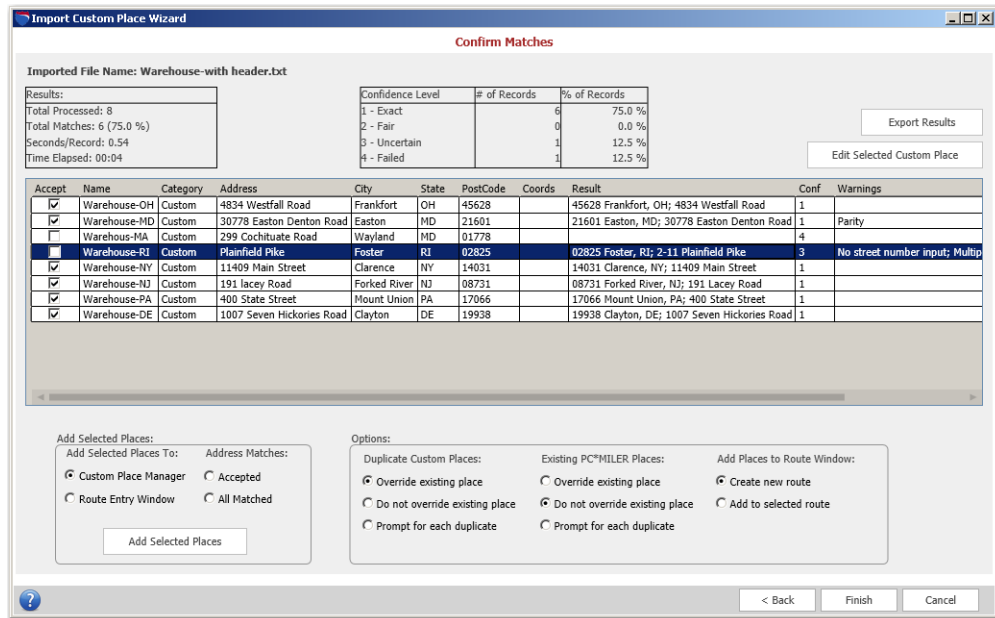 Import Custom Place Wizard
Confirm Matches
Imported File Name: Warehouse-with header.txt
Results:
Total Processed: 8
Total Matches: 6 (75.0 %)
Seconds/Record: 0.54
Time Elapsed: 00:04
Confidence Level # of Records % of Records
1 - Exact 6 75.0 %
2 - Fair 0 0.0 %
3 - Uncertain 1 12.5 %
4 - Failed 1 12.5 %
Export Results
Edit Selected Custom Place
Accept Name Category Address City State PostCode Coords Result Conf Warnings
Warehouse-OH Custom 4834 Westfall Road Frankfort OH 45628 45628 Frankfort, OH; 4834 Westfall Road 1
Warehouse-MD Custom 30778 Easton Denton Road Easton MD 21601 21601 Easton, MD; 30778 Easton Denton Road 1 Parity
Warehous-MA Custom 299 Cochituate Road Wayland MD 01778 4
Warehouse-RI Custom Plainfield Pike Foster RI 02825 02825 Foster, RI; 2-11 Plainfield Pike 3 No street number input; Multip
Warehouse-NY Custom 11409 Main Street Clarence NY 14031 14031 Clarence, NY; 11409 Main Street 1
Warehouse-NJ Custom 191 lacey Road Forked River NJ 08731 08731 Forked River, NJ; 191 Lacey Road 1
Warehouse-PA Custom 400 State Street Mount Union PA 17066 17066 Mount Union, PA; 400 State Street 1
Warehouse-DE Custom 1007 Seven Hickories Road Clayton DE 19938 19938 Clayton, DE; 1007 Seven Hickories Road 1
Add Selected Places:
Add Selected Places To: Address Matches:
Custom Place Manager Accepted
Route Entry Window All Matched
Add Selected Places
Options:
Duplicate Custom Places: Existing PC*MILER Places: Add Places to Route Window:
Override existing place Override existing place Create new route
Do not override existing place Do not override existing place Add to selected route
Prompt for each duplicate Prompt for each duplicate
?
< Back Finish Cancel